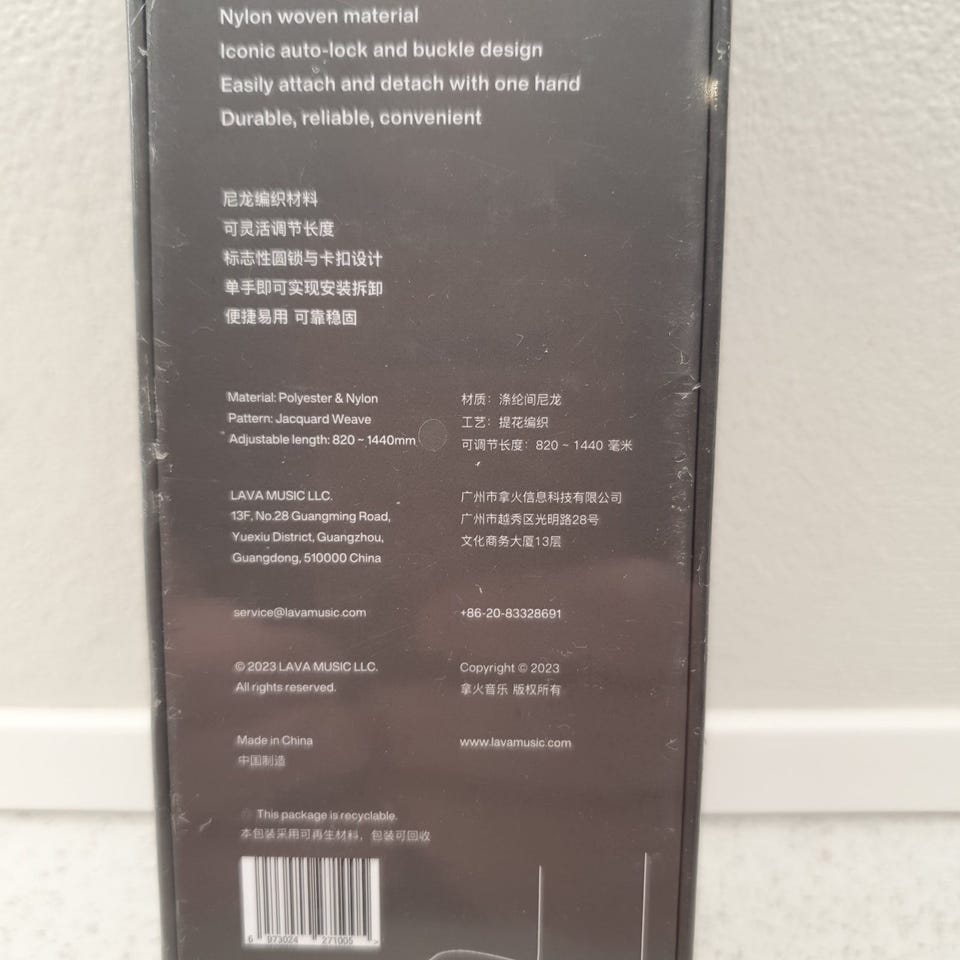 Nylon woven material
Iconic auto-lock and buckle design
Easily attach and detach with one hand
Durable, reliable, convenient
尼龙编织材料
可灵活调节长度
标志性圆锁与卡扣设计
单手即可实现安装拆卸
便捷易用 可靠稳固
Material: Polyester & Nylon
Pattern: Jacquard Weave
Adjustable length: 820 ~ 1440mm
材质：涤纶间尼龙
工艺：提花编织
可调节长度：820 ~ 1440 毫米
LAVA MUSIC LLC.
13F, No.28 Guangming Road,
Yuexiu District, Guangzhou,
Guangdong, 510000 China
广州市拿火信息科技有限公司
广州市越秀区光明路28号
文化商务大厦13层
service@lavamusic.com
+86-20-83328691
© 2023 LAVA MUSIC LLC.
All rights reserved.
Copyright © 2023
拿火音乐 版权所有
Made in China
中国制造
www.lavamusic.com
This package is recyclable.
本包装采用可再生材料，包装可回收
6 973024 271005 >